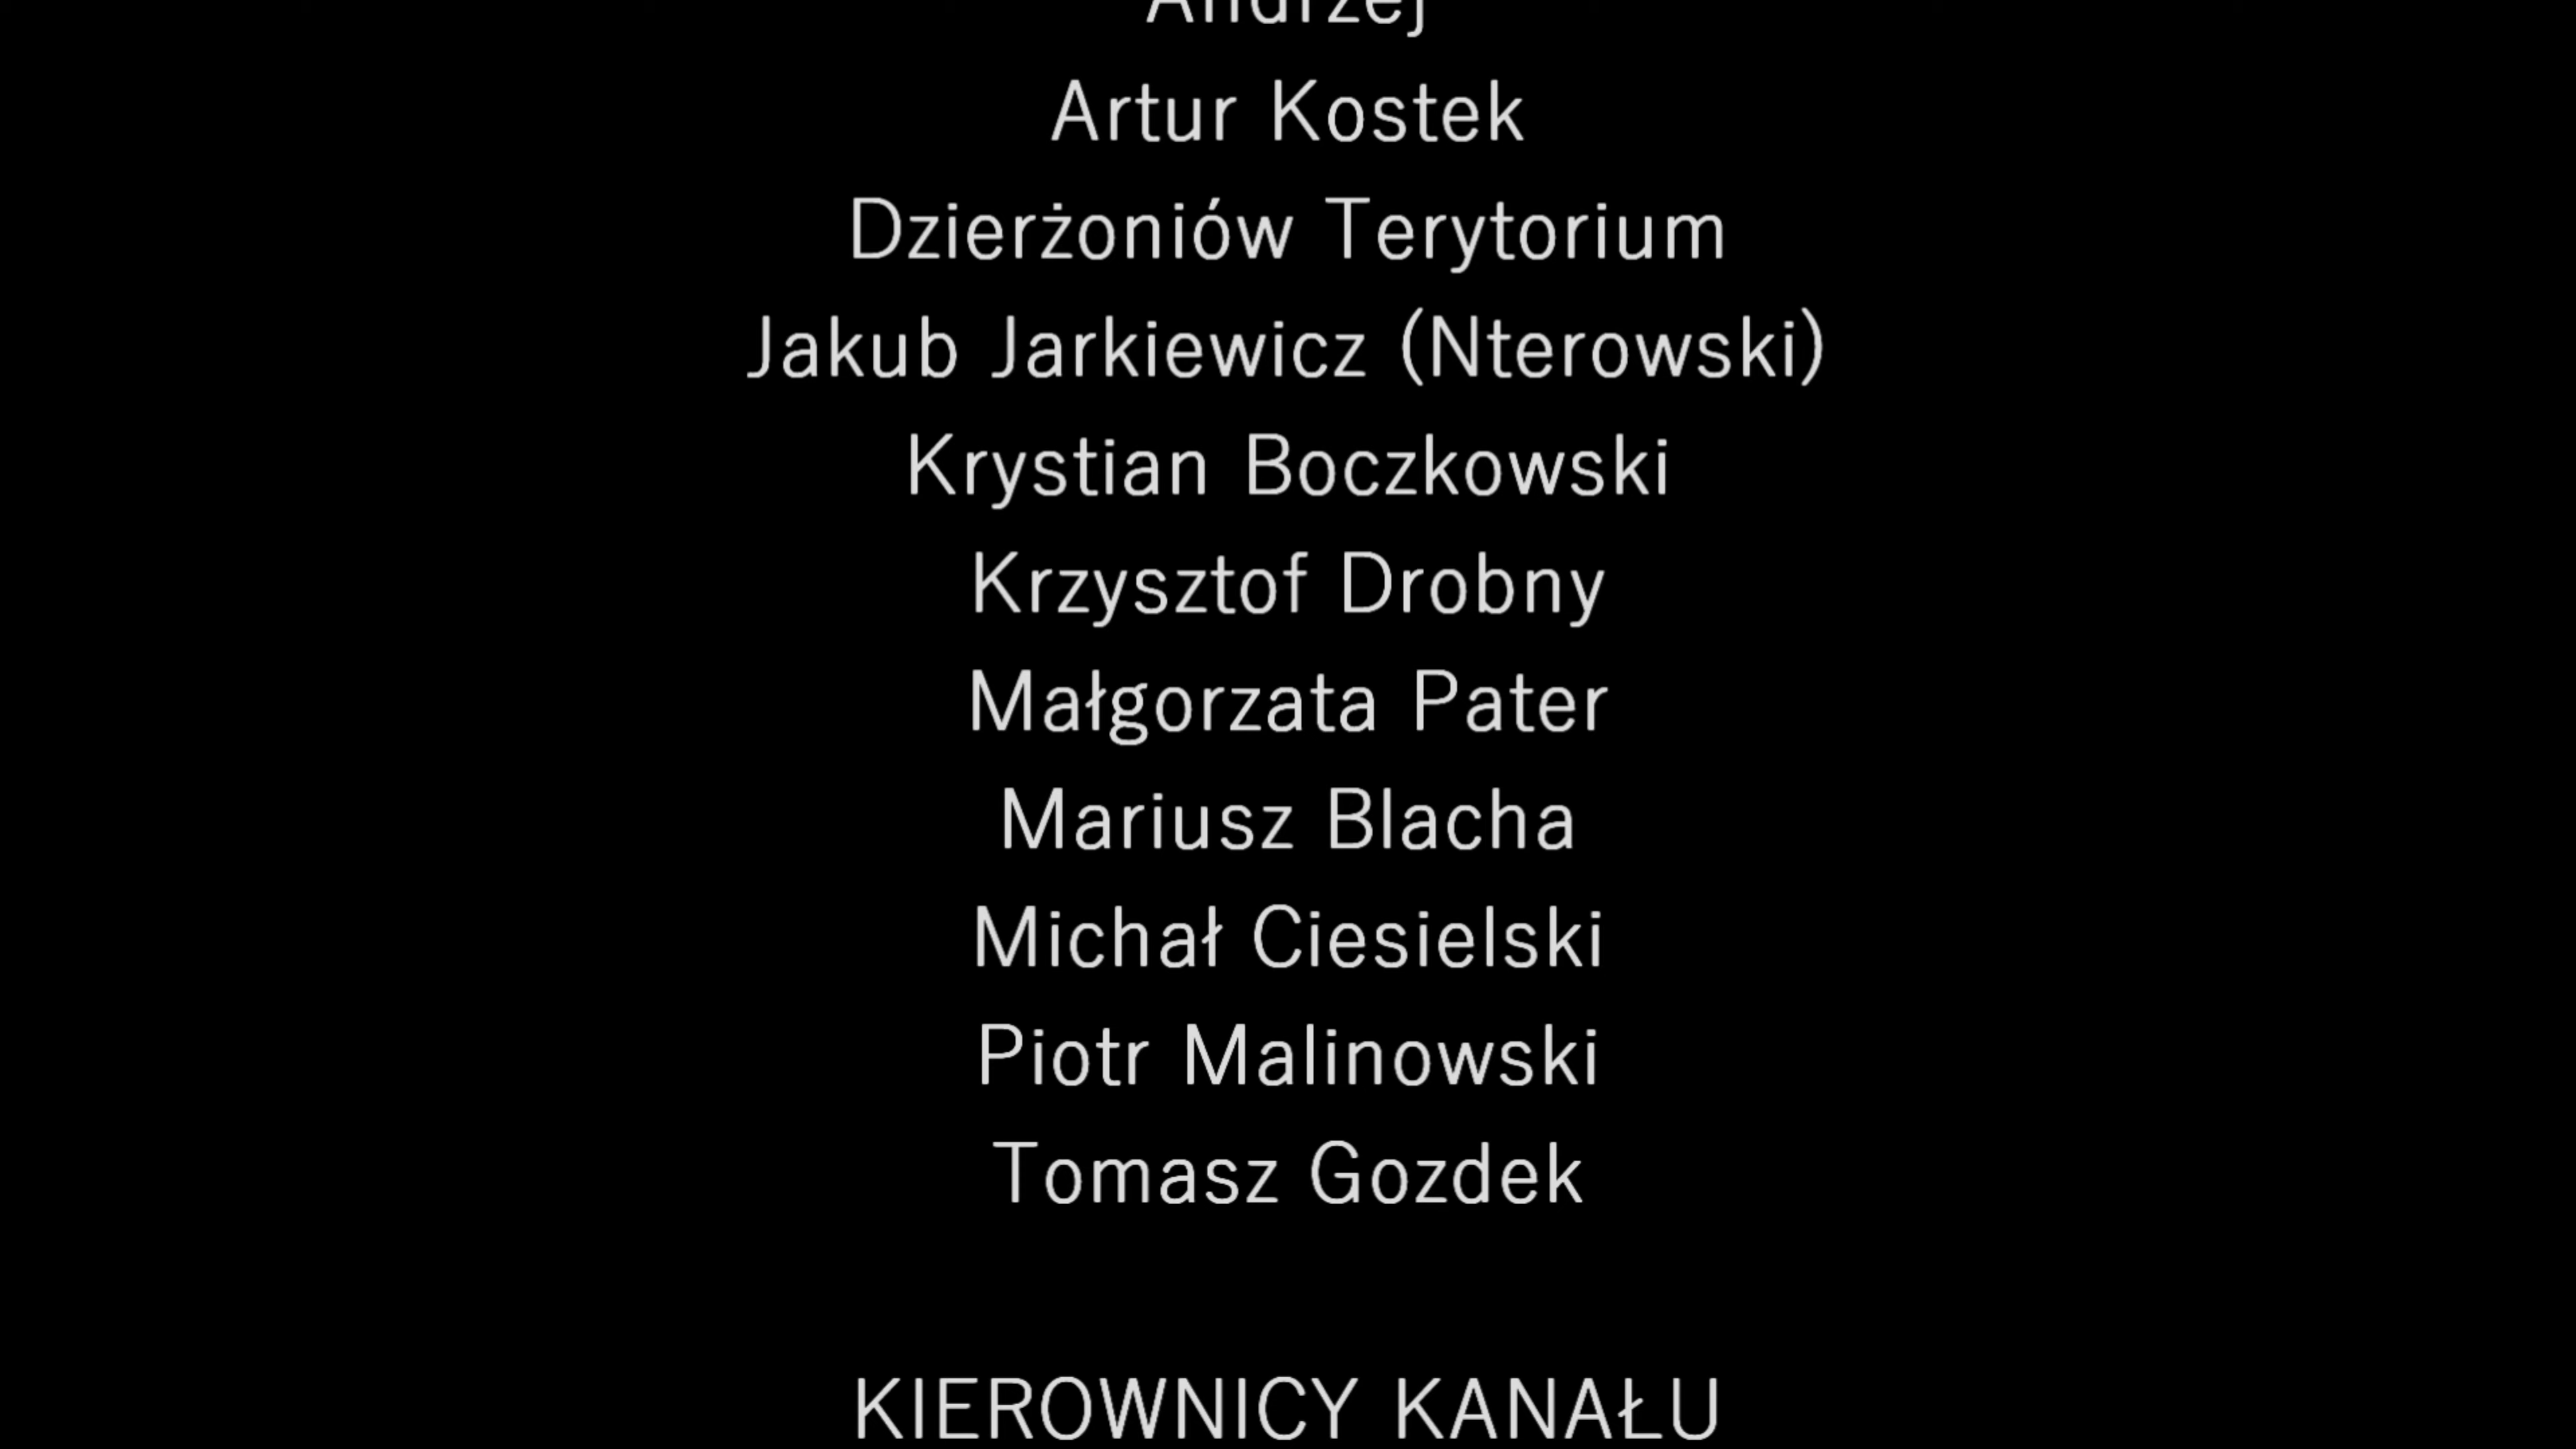 Andrzej
Artur Kostek
Dzierżoniów Terytorium
Jakub Jarkiewicz (Nterowski)
Krystian Boczkowski
Krzysztof Drobny
Małgorzata Pater
Mariusz Blacha
Michał Ciesielski
Piotr Malinowski
Tomasz Gozdek
KIEROWNICY KANAŁU